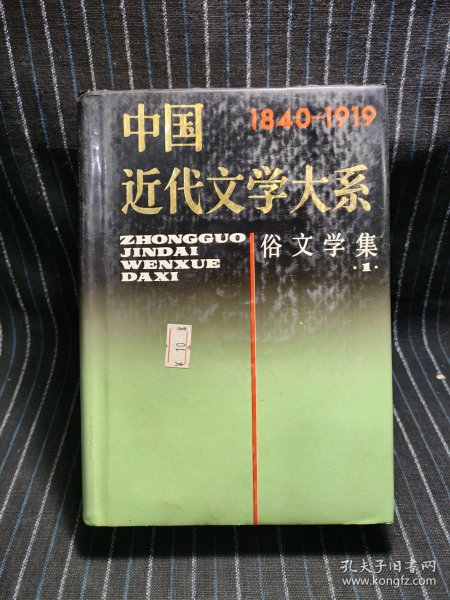 中国
1840-1919
近代文学大系
ZHONGGUO
JINDAI
WENXUE
DAXI
俗文学集
·1·
¥ 10
孔夫子旧书网
www.kongfz.com